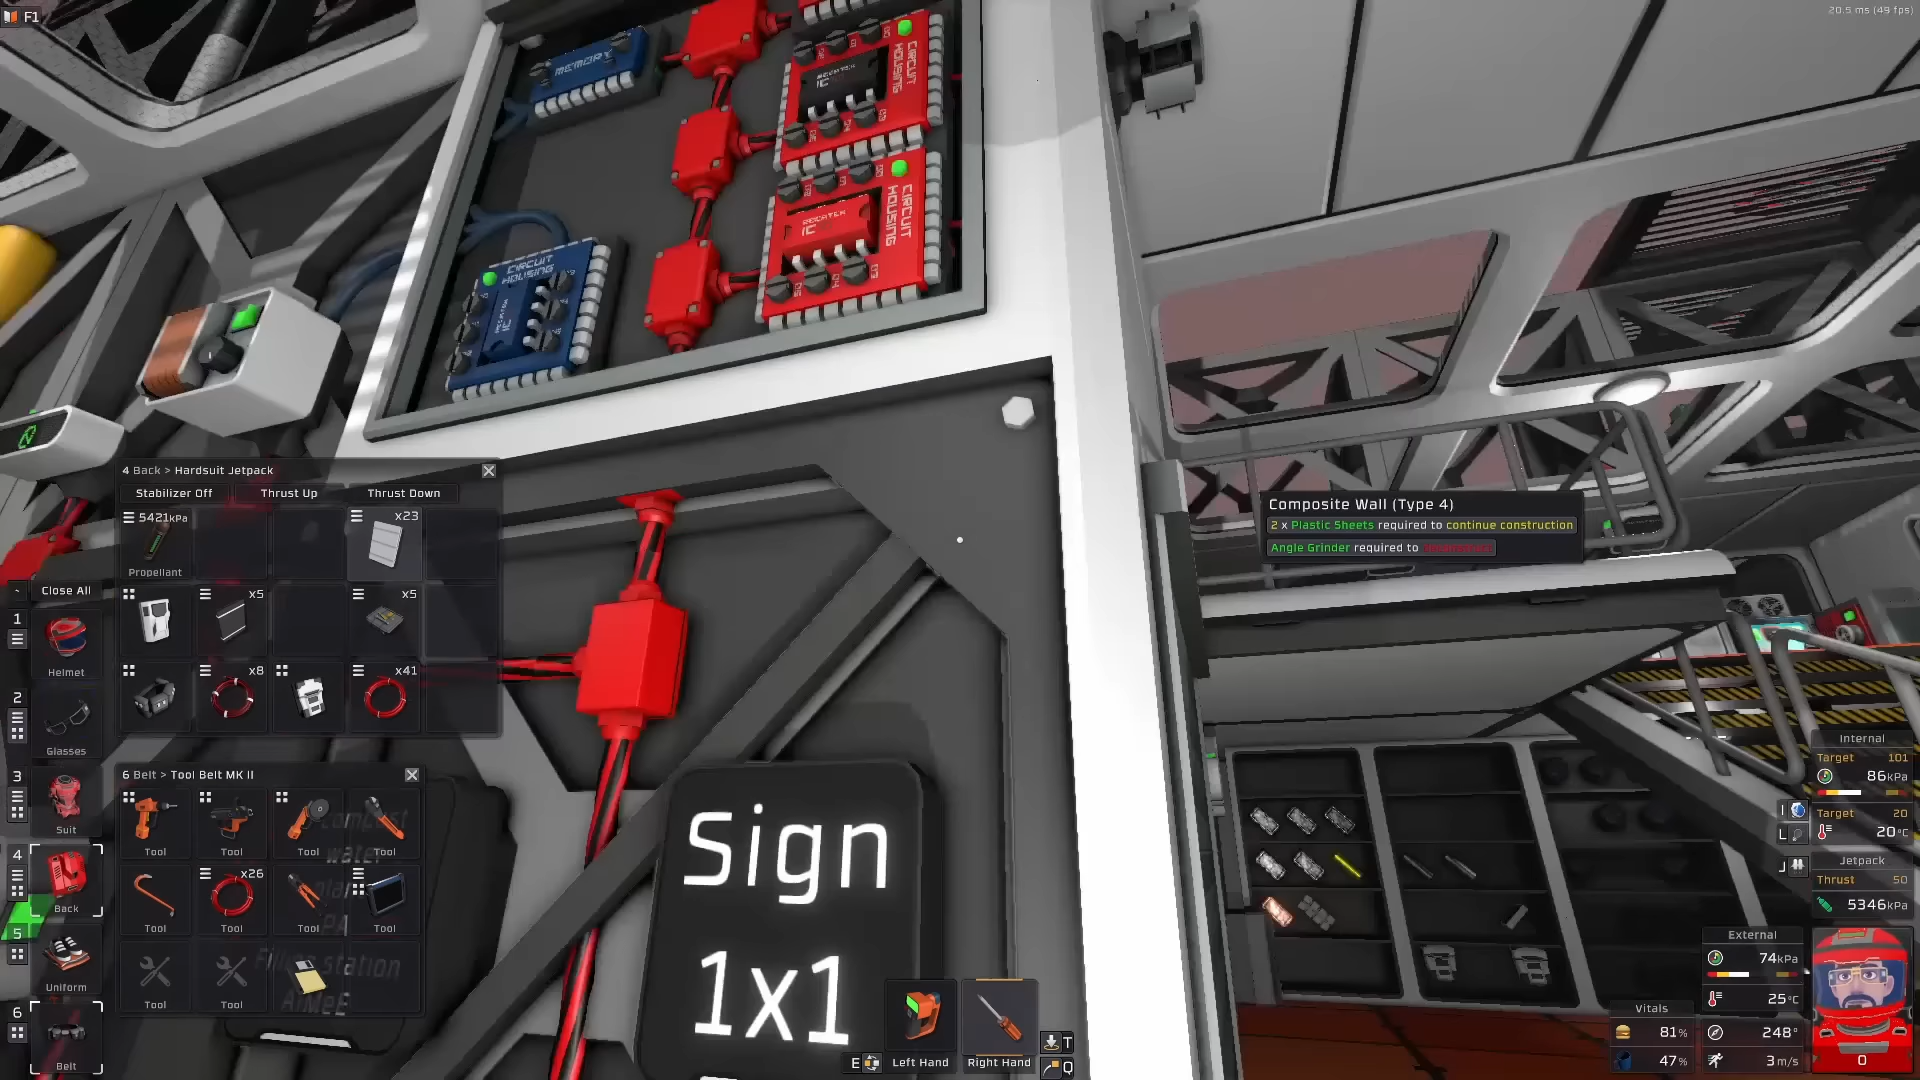 F1
20.5 ms (49 fps)
MEMORY
CIRCUIT HOUSING
CIRCUIT HOUSING
CIRCUIT HOUSING
4 Back > Hardsuit Jetpack
Stabilizer Off
Thrust Up
Thrust Down
5421kPa
x23
Propellant
x5
x5
x8
x41
~
Close All
1
Helmet
2
Glasses
3
Suit
4
Back
5
Uniform
6
Belt
6 Belt > Tool Belt MK II
Tool
Tool
Tool
Tool
x26
Tool
Tool
Tool
Tool
Tool
Tool
Composite Wall (Type 4)
2 x Plastic Sheets required to continue construction
Angle Grinder required to
Sign
1x1
E
Left Hand
Right Hand
T
Q
Internal
Target 101
86kPa
Target 20
20°C
I
L
J
Jetpack
Thrust 50
5346kPa
External
74kPa
25°C
Vitals
81%
248°
47%
3m/s
0